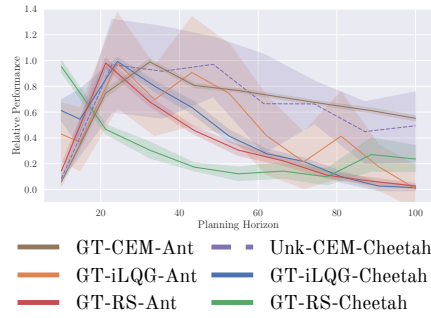 1.4
1.2
1.0
0.8
0.6
0.4
0.2
0.0
Relative Performance
20 40 60 80 100
Planning Horizon
GT-CEM-Ant Unk-CEM-Cheetah
GT-iLQG-Ant GT-iLQG-Cheetah
GT-RS-Ant GT-RS-Cheetah